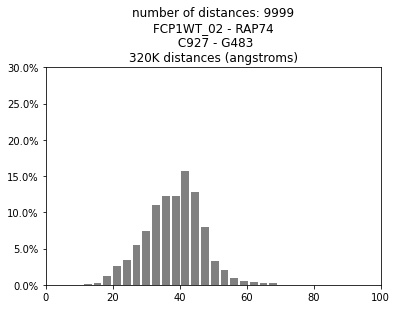 number of distances: 9999
FCP1WT_02 - RAP74
C927 - G483
320K distances (angstroms)
30.0%
25.0%
20.0%
15.0%
10.0%
5.0%
0.0%
0 20 40 60 80 100